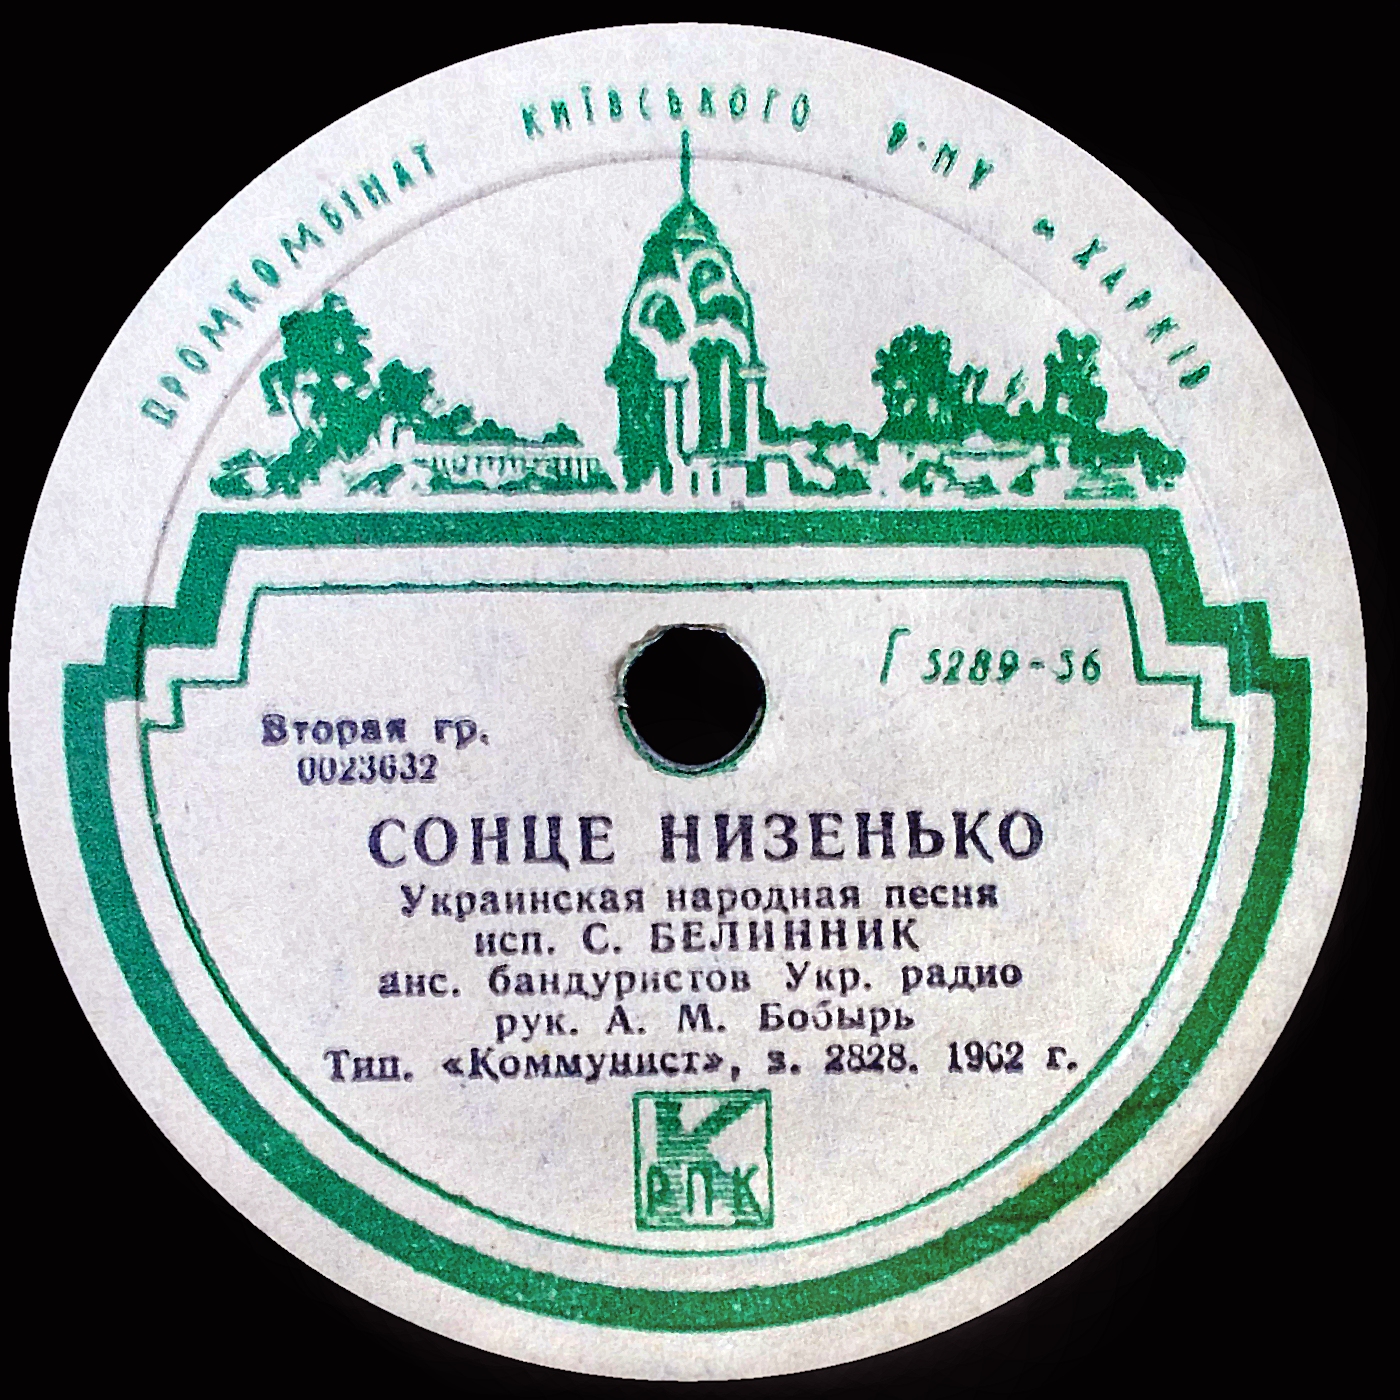 ПРОМКОМБІНАТ КИЇВСЬКОГО Р-НУ м ХАРКІВ
Г 5289-56
Вторая гр.
0023632
СОНЦЕ НИЗЕНЬКО
Украинская народная песня
исп. С. БЕЛИННИК
анс. бандуристов Укр. радио
рук. А. М. Бобырь
Тип. «Коммунист», з. 2828. 1962 г.
К
РПК